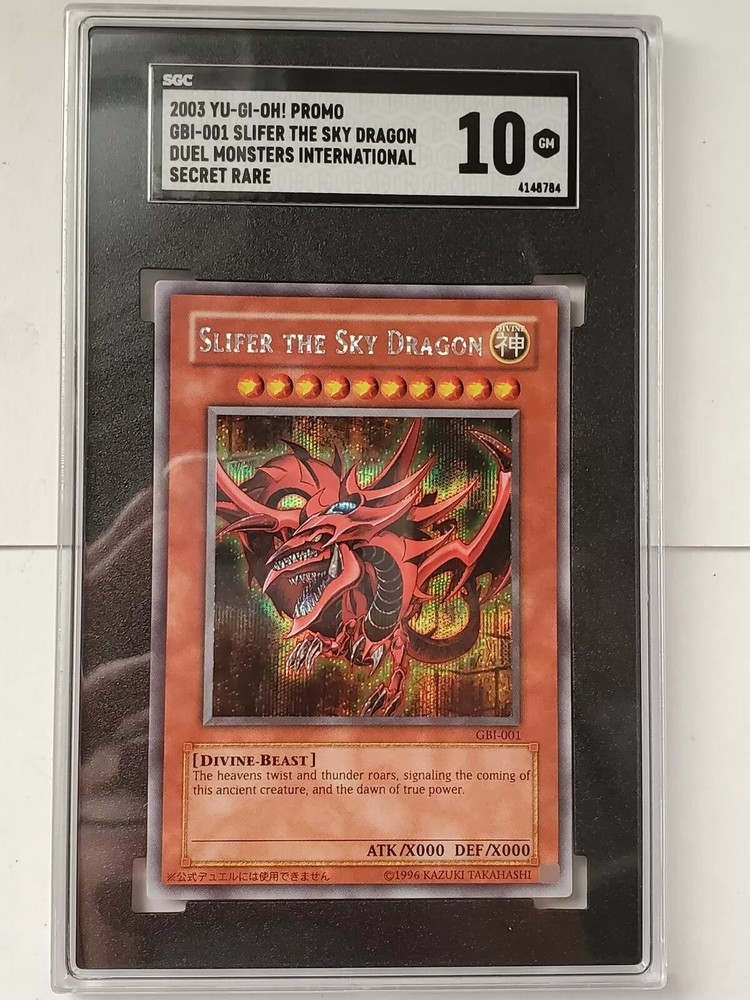 SGC
2003 YU-GI-OH! PROMO
GBI-001 SLIFER THE SKY DRAGON
DUEL MONSTERS INTERNATIONAL
SECRET RARE
10 GM
4148784
SLIFER THE SKY DRAGON
DIVINE
神
GBI-001
[DIVINE-BEAST]
The heavens twist and thunder roars, signaling the coming of
this ancient creature, and the dawn of true power.
ATK/X000 DEF/X000
※公式デュエルには使用できません ©1996 KAZUKI TAKAHASHI